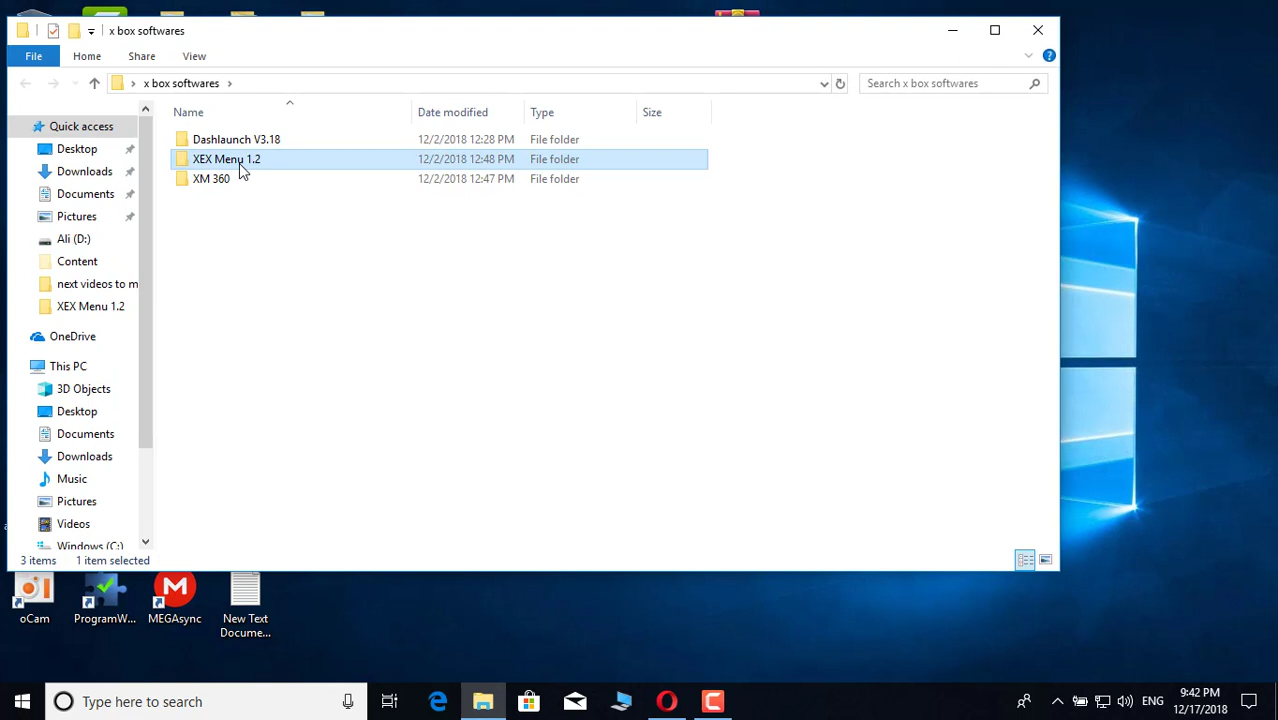 x box softwares
File
Home
Share
View
x box softwares
Search x box softwares
Name
Date modified
Type
Size
Dashlaunch V3.18
12/2/2018 12:28 PM
File folder
XEX Menu 1.2
12/2/2018 12:48 PM
File folder
XM 360
12/2/2018 12:47 PM
File folder
Quick access
Desktop
Downloads
Documents
Pictures
Ali (D:)
Content
next videos to m
XEX Menu 1.2
OneDrive
This PC
3D Objects
Desktop
Documents
Downloads
Music
Pictures
Videos
Windows (C:)
3 items
1 item selected
oCam
ProgramW...
MEGAsync
New Text
Docume...
Type here to search
ENG
9:42 PM
12/17/2018